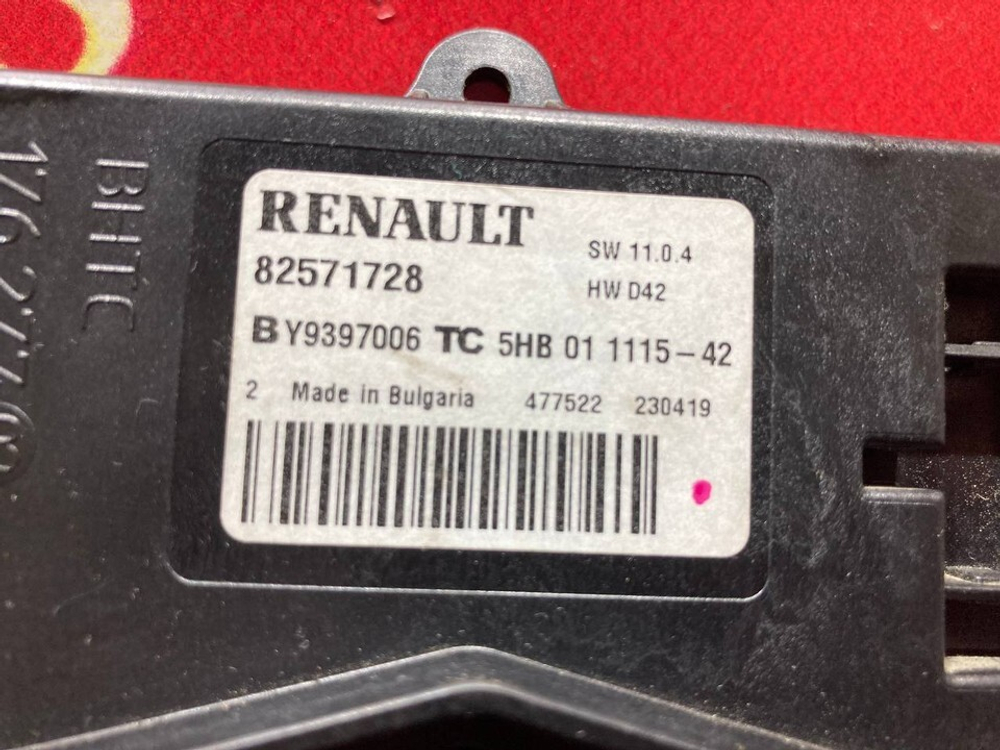 RENAULT
SW 11.0.4
82571728
HW D42
B Y9397006 TC 5HB 01 1115-42
2 Made in Bulgaria 477522 230419
BHTC